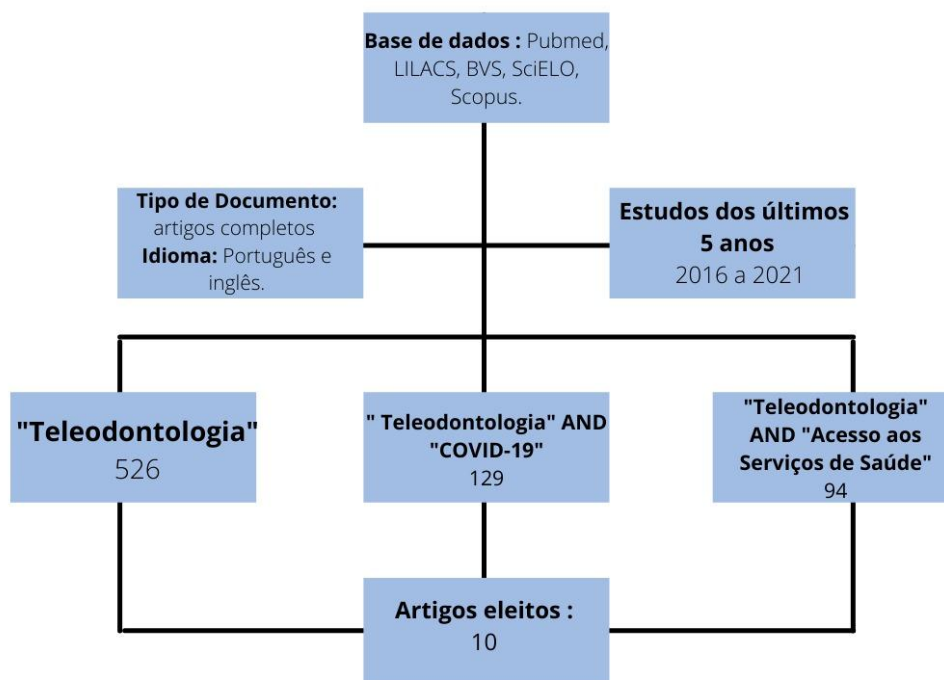 Base de dados : Pubmed,
LILACS, BVS, SciELO,
Scopus.
Tipo de Documento:
artigos completos
Idioma: Português e
inglês.
Estudos dos últimos
5 anos
2016 a 2021
"Teleodontologia"
526
" Teleodontologia" AND
"COVID-19"
129
"Teleodontologia"
AND "Acesso aos
Serviços de Saúde"
94
Artigos eleitos :
10